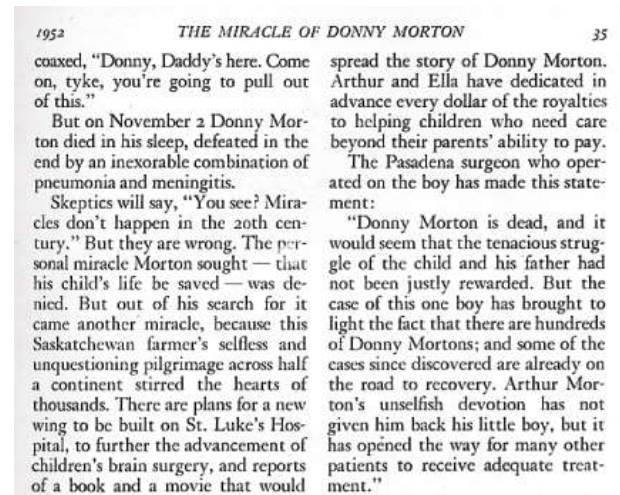 1952 THE MIRACLE OF DONNY MORTON 35
coaxed, “Donny, Daddy’s here. Come
on, tyke, you’re going to pull out
of this.”
But on November 2 Donny Mor-
ton died in his sleep, defeated in the
end by an inexorable combination of
pneumonia and meningitis.
Skeptics will say, “You see? Mira-
cles don’t happen in the 20th cen-
tury.” But they are wrong. The per-
sonal miracle Morton sought — that
his child’s life be saved — was de-
nied. But out of his search for it
came another miracle, because this
Saskatchewan farmer’s selfless and
unquestioning pilgrimage across half
a continent stirred the hearts of
thousands. There are plans for a new
wing to be built on St. Luke’s Hos-
pital, to further the advancement of
children’s brain surgery, and reports
of a book and a movie that would
spread the story of Donny Morton.
Arthur and Ella have dedicated in
advance every dollar of the royalties
to helping children who need care
beyond their parents’ ability to pay.
The Pasadena surgeon who oper-
ated on the boy has made this state-
ment:
“Donny Morton is dead, and it
would seem that the tenacious strug-
gle of the child and his father had
not been justly rewarded. But the
case of this one boy has brought to
light the fact that there are hundreds
of Donny Mortons; and some of the
cases since discovered are already on
the road to recovery. Arthur Mor-
ton’s unselfish devotion has not
given him back his little boy, but it
has opened the way for many other
patients to receive adequate treat-
ment.”